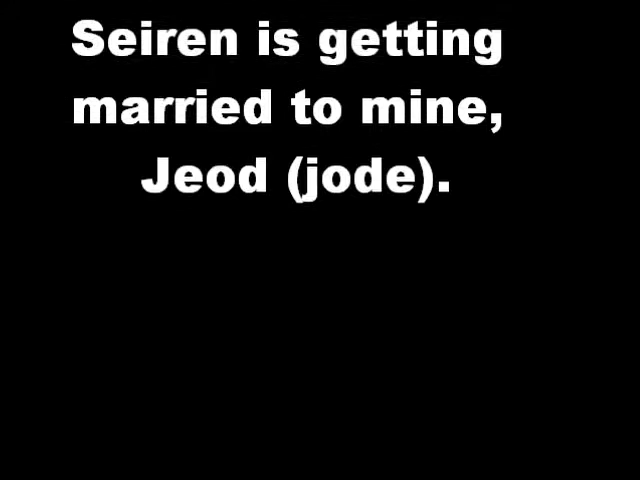 Seiren is getting
married to mine,
Jeod (jode).